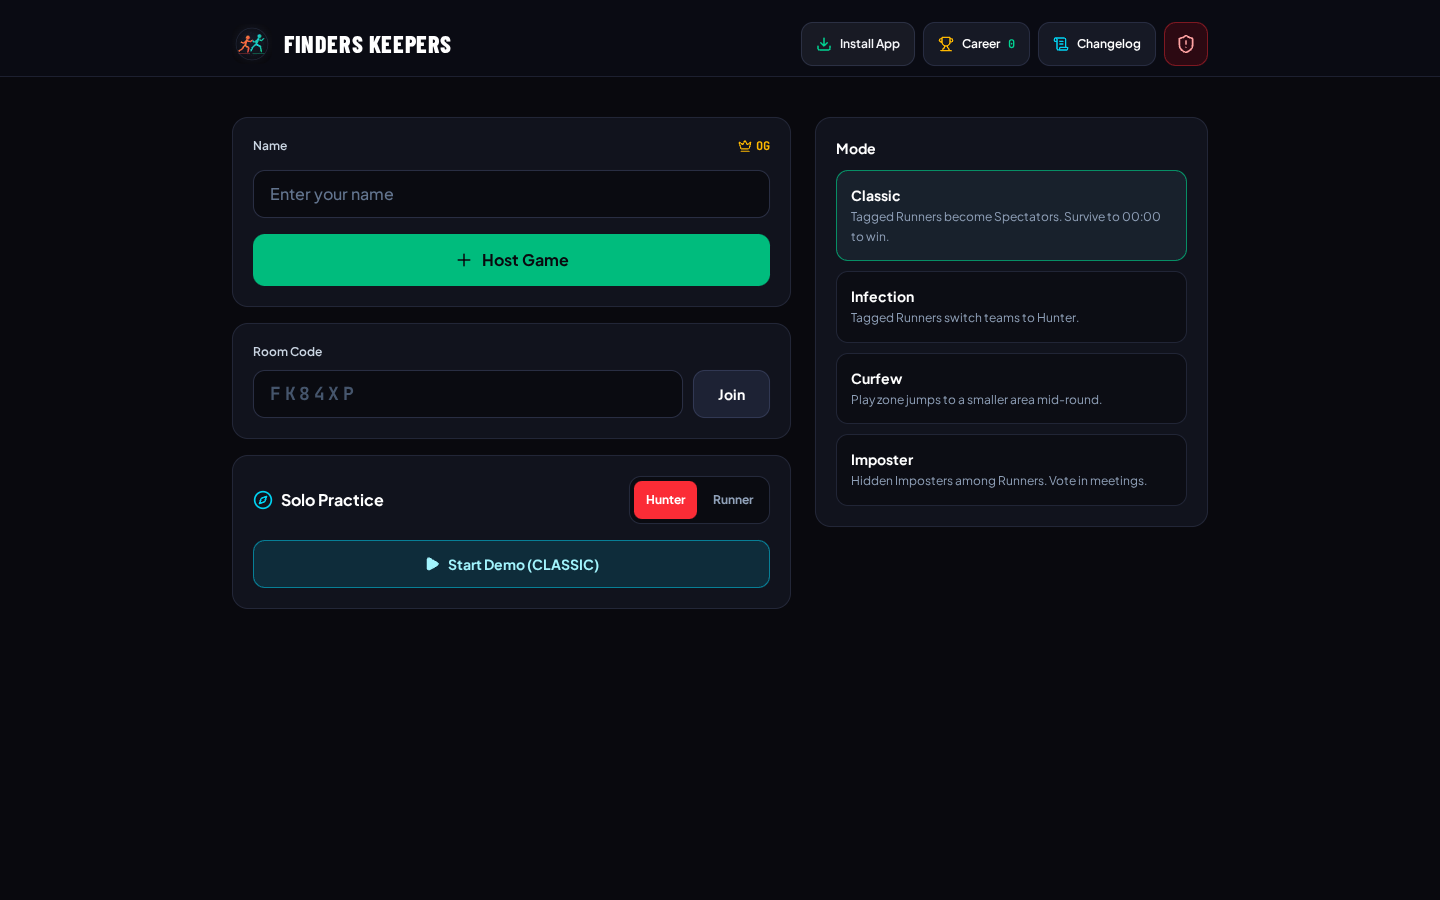 FINDERS KEEPERS
Install App
Career 0
Changelog
Name
OG
Enter your name
Host Game
Room Code
FK84XP
Join
Solo Practice
Hunter
Runner
Start Demo (CLASSIC)
Mode
Classic
Tagged Runners become Spectators. Survive to 00:00
to win.
Infection
Tagged Runners switch teams to Hunter.
Curfew
Playzone jumps to a smaller area mid-round.
Imposter
Hidden Imposters among Runners. Vote in meetings.